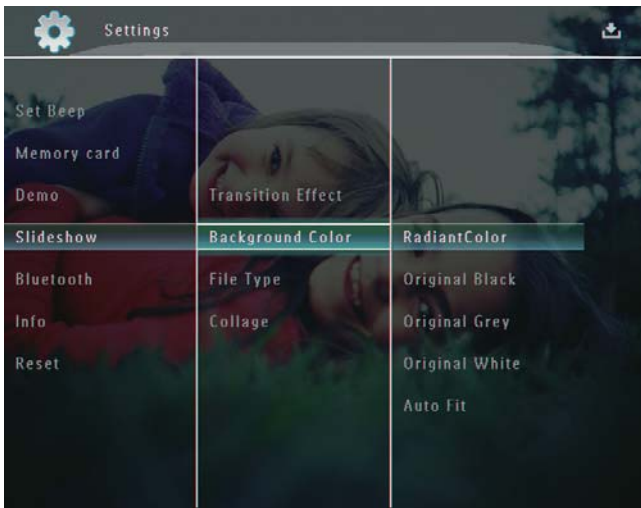 Settings
Set Beep
Memory card
Demo
Slideshow
Bluetooth
Info
Reset
Transition Effect
Background Color
File Type
Collage
RadiantColor
Original Black
Original Grey
Original White
Auto Fit